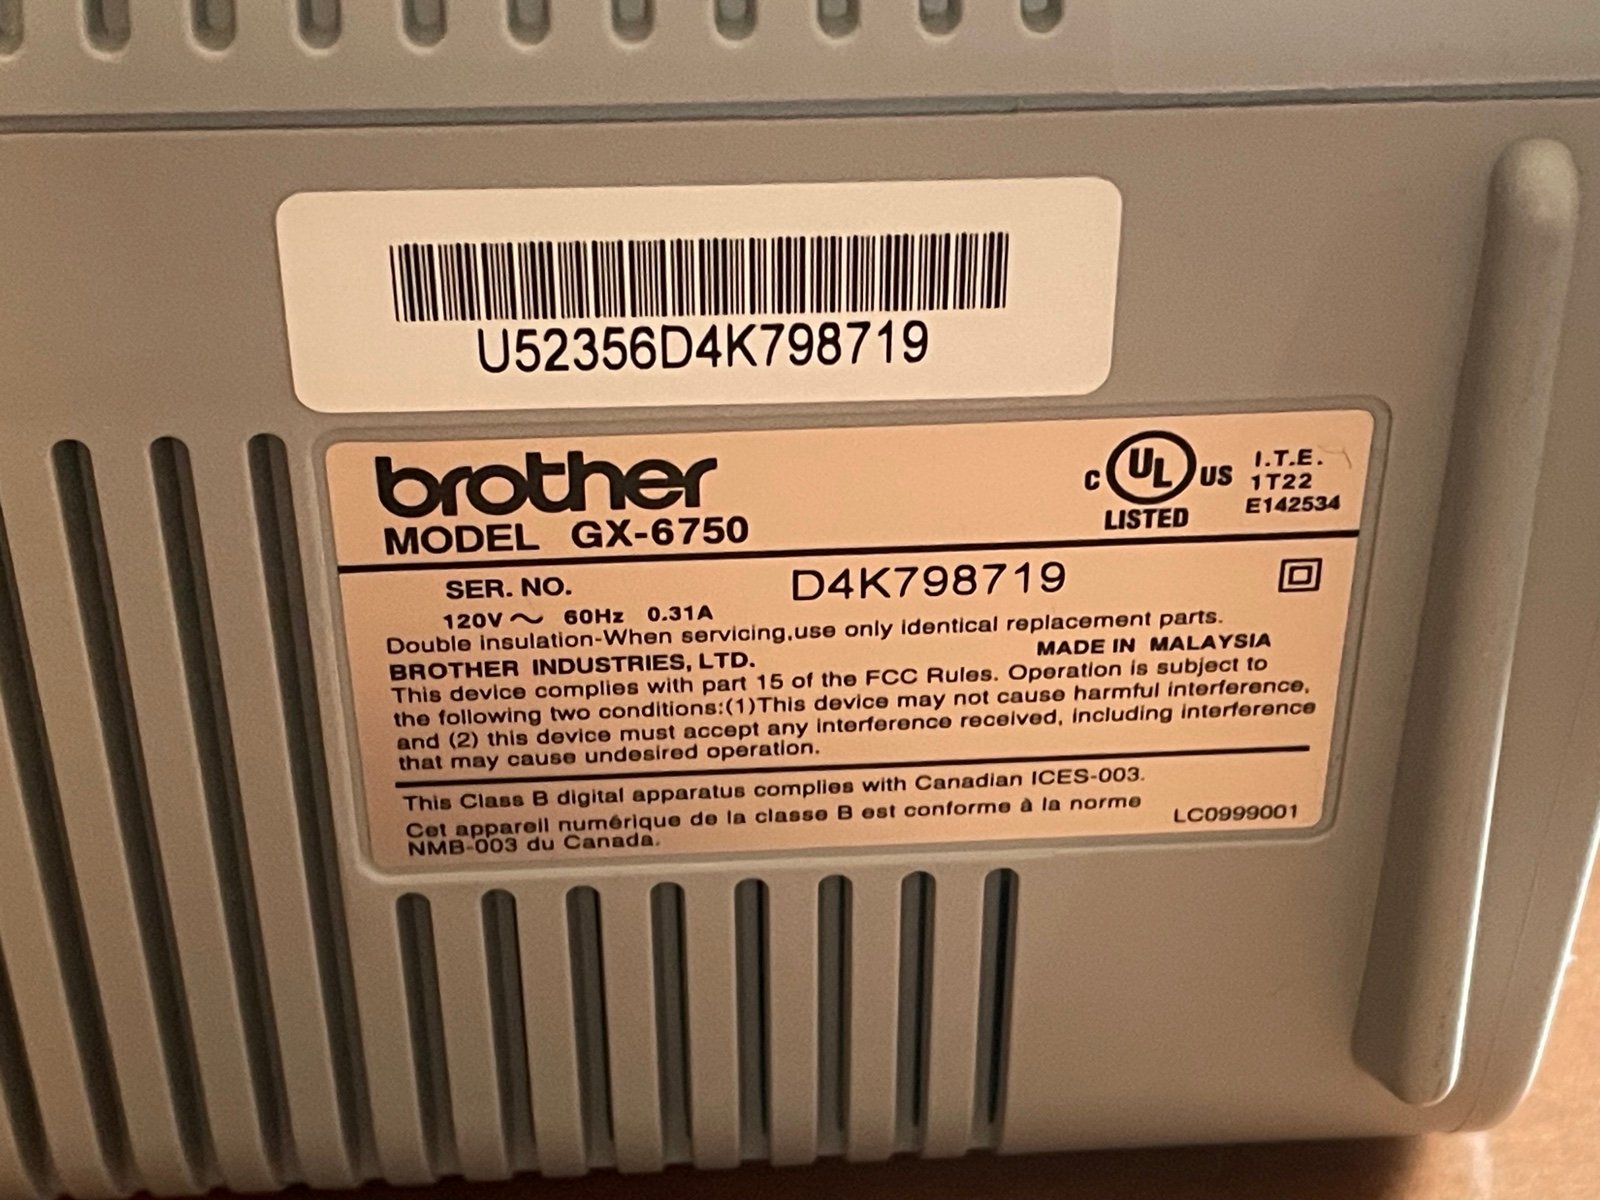 U52356D4K798719
brother
MODEL GX-6750
C UL US
LISTED
I.T.E.
1T22
E142534
SER. NO. D4K798719
120V ~ 60Hz 0.31A
Double insulation-When servicing,use only identical replacement parts.
BROTHER INDUSTRIES, LTD. MADE IN MALAYSIA
This device complies with part 15 of the FCC Rules. Operation is subject to
the following two conditions:(1)This device may not cause harmful interference,
and (2) this device must accept any interference received, including interference
that may cause undesired operation.
This Class B digital apparatus complies with Canadian ICES-003.
Cet appareil numérique de la classe B est conforme à la norme
NMB-003 du Canada. LC0999001